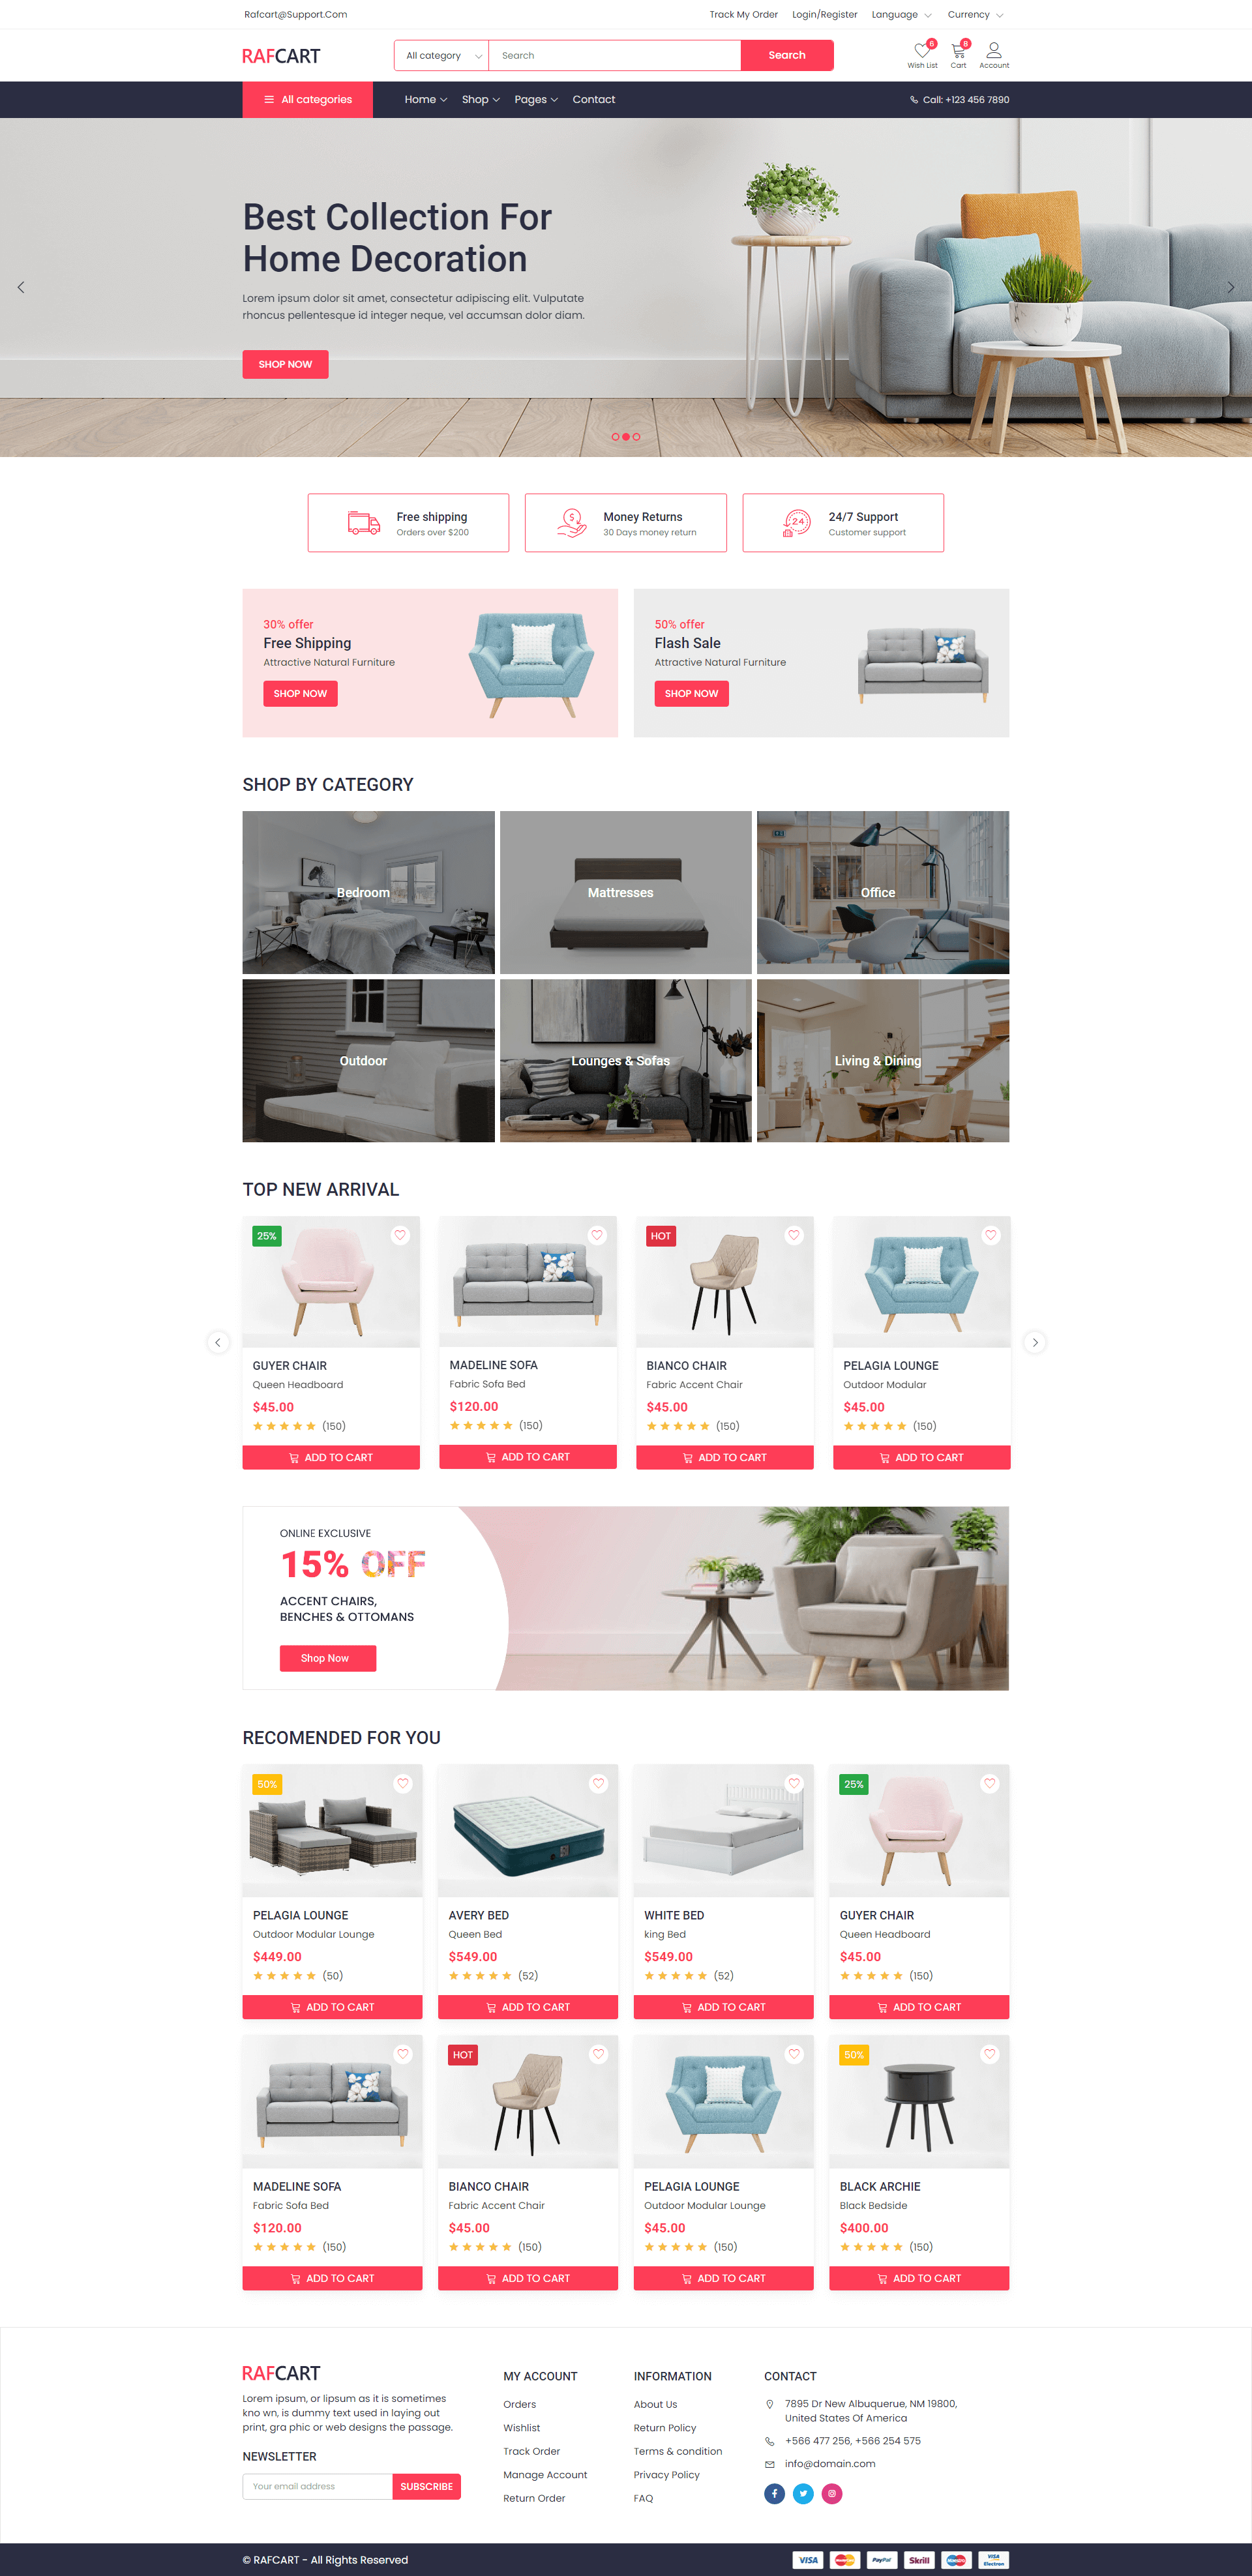 Rafcart@Support.Com
Track My Order Login/Register Language Currency
RAFCART
All category Search Search
6 8
Wish List Cart Account
All categories Home Shop Pages Contact Call: +123 456 7890
Best Collection For
Home Decoration
Lorem ipsum dolor sit amet, consectetur adipiscing elit. Vulputate
rhoncus pellentesque id integer neque, vel accumsan dolor diam.
SHOP NOW
Free shipping
Orders over $200
$
Money Returns
30 Days money return
24
24/7 Support
Customer support
30% offer
Free Shipping
Attractive Natural Furniture
SHOP NOW
50% offer
Flash Sale
Attractive Natural Furniture
SHOP NOW
SHOP BY CATEGORY
Bedroom
Mattresses
Office
Outdoor
Lounges & Sofas
Living & Dining
TOP NEW ARRIVAL
25%
GUYER CHAIR
Queen Headboard
$45.00
(150)
ADD TO CART
MADELINE SOFA
Fabric Sofa Bed
$120.00
(150)
ADD TO CART
HOT
BIANCO CHAIR
Fabric Accent Chair
$45.00
(150)
ADD TO CART
PELAGIA LOUNGE
Outdoor Modular
$45.00
(150)
ADD TO CART
ONLINE EXCLUSIVE
15% OFF
ACCENT CHAIRS,
BENCHES & OTTOMANS
Shop Now
RECOMENDED FOR YOU
50%
PELAGIA LOUNGE
Outdoor Modular Lounge
$449.00
(50)
ADD TO CART
AVERY BED
Queen Bed
$549.00
(52)
ADD TO CART
WHITE BED
king Bed
$549.00
(52)
ADD TO CART
25%
GUYER CHAIR
Queen Headboard
$45.00
(150)
ADD TO CART
MADELINE SOFA
Fabric Sofa Bed
$120.00
(150)
ADD TO CART
HOT
BIANCO CHAIR
Fabric Accent Chair
$45.00
(150)
ADD TO CART
PELAGIA LOUNGE
Outdoor Modular Lounge
$45.00
(150)
ADD TO CART
50%
BLACK ARCHIE
Black Bedside
$400.00
(150)
ADD TO CART
RAFCART
Lorem ipsum, or lipsum as it is sometimes
kno wn, is dummy text used in laying out
print, gra phic or web designs the passage.
NEWSLETTER
Your email address SUBSCRIBE
MY ACCOUNT
Orders
Wishlist
Track Order
Manage Account
Return Order
INFORMATION
About Us
Return Policy
Terms & condition
Privacy Policy
FAQ
CONTACT
7895 Dr New Albuquerue, NM 19800,
United States Of America
+566 477 256, +566 254 575
info@domain.com
© RAFCART - All Rights Reserved
VISA
PayPal
Skrill
VISA
Electron